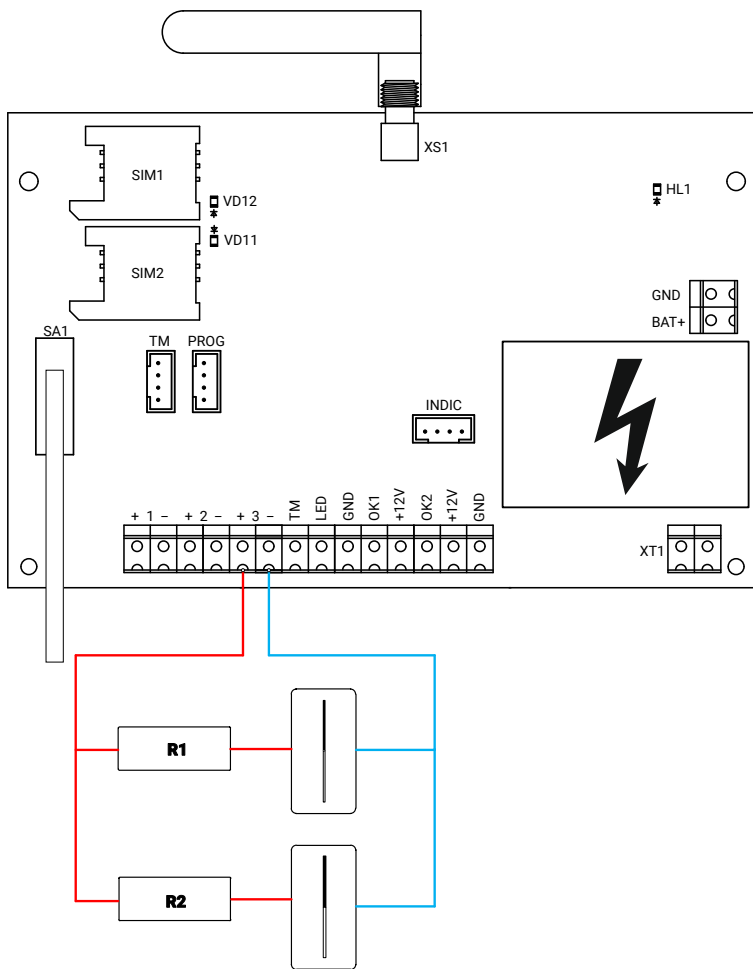 XS1
SIM1
VD12
HL1
VD11
SIM2
GND
BAT+
SA1
TM PROG
INDIC
+ 1 − + 2 − + 3 − TM LED GND OK1 +12V OK2 +12V GND
XT1
R1
R2